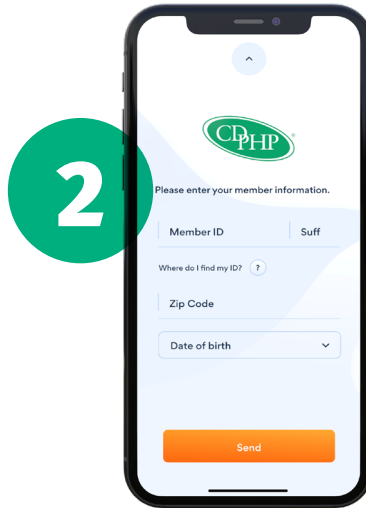 2
CDPHP®
Please enter your member information.
Member ID Suff
Where do I find my ID? ?
Zip Code
Date of birth
Send